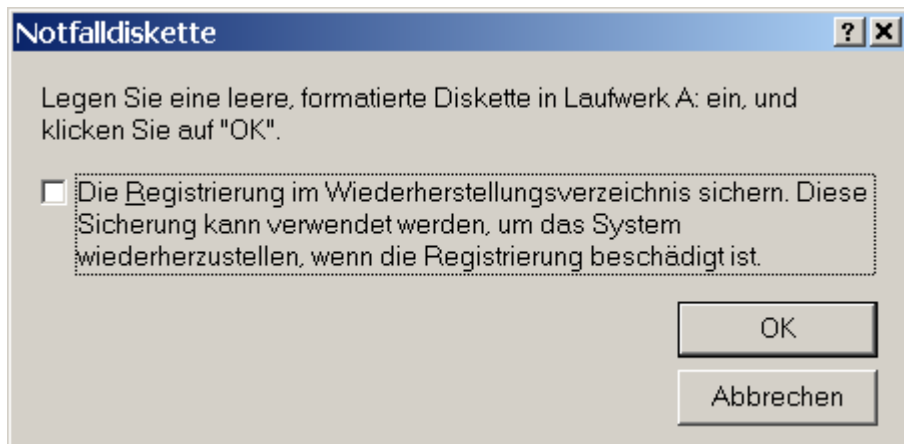 Notfalldiskette
Legen Sie eine leere, formatierte Diskette in Laufwerk A: ein, und
klicken Sie auf "OK".
Die Registrierung im Wiederherstellungsverzeichnis sichern. Diese
Sicherung kann verwendet werden, um das System
wiederherzustellen, wenn die Registrierung beschädigt ist.
OK
Abbrechen